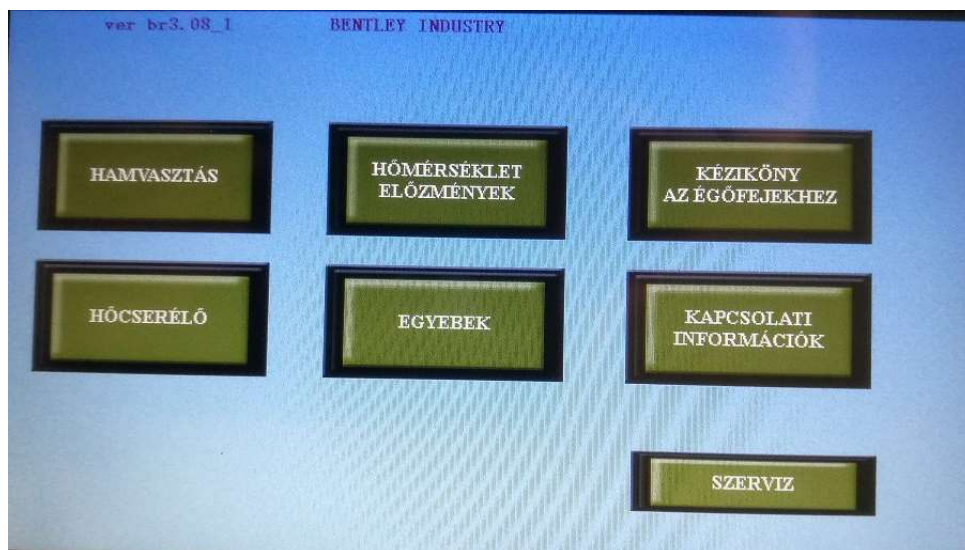 ver br3.08_1
BENTLEY INDUSTRY
HAMVASZTÁS
HŐMÉRSÉKLET
ELŐZMÉNYEK
KÉZIKÖNY
AZ ÉGŐFEJEKHEZ
HŐCSERÉLŐ
EGYEBEK
KAPCSOLATI
INFORMÁCIÓK
SZERVIZ